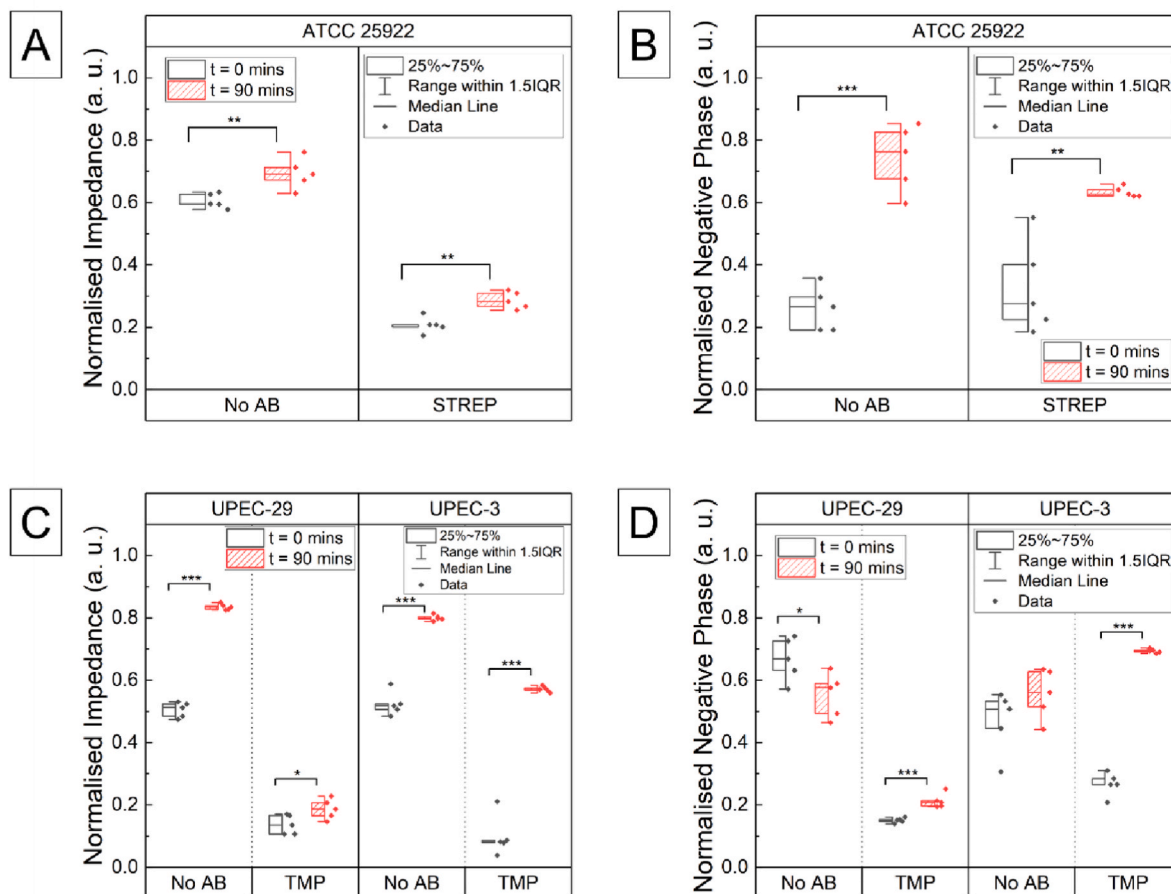 A
ATCC 25922
Normalised Impedance (a. u.)
1.0
0.8
0.6
0.4
0.2
0.0
t = 0 mins
t = 90 mins
25%~75%
Range within 1.5IQR
Median Line
Data
**
**
No AB
STREP
B
ATCC 25922
Normalised Negative Phase (a. u.)
1.0
0.8
0.6
0.4
0.2
0.0
25%~75%
Range within 1.5IQR
Median Line
Data
***
**
t = 0 mins
t = 90 mins
No AB
STREP
C
UPEC-29
UPEC-3
Normalised Impedance (a. u.)
1.0
0.8
0.6
0.4
0.2
0.0
t = 0 mins
t = 90 mins
25%~75%
Range within 1.5IQR
Median Line
Data
***
*
***
***
No AB
TMP
No AB
TMP
D
UPEC-29
UPEC-3
Normalised Negative Phase (a. u.)
1.0
0.8
0.6
0.4
0.2
0.0
t = 0 mins
t = 90 mins
25%~75%
Range within 1.5IQR
Median Line
Data
*
***
***
No AB
TMP
No AB
TMP